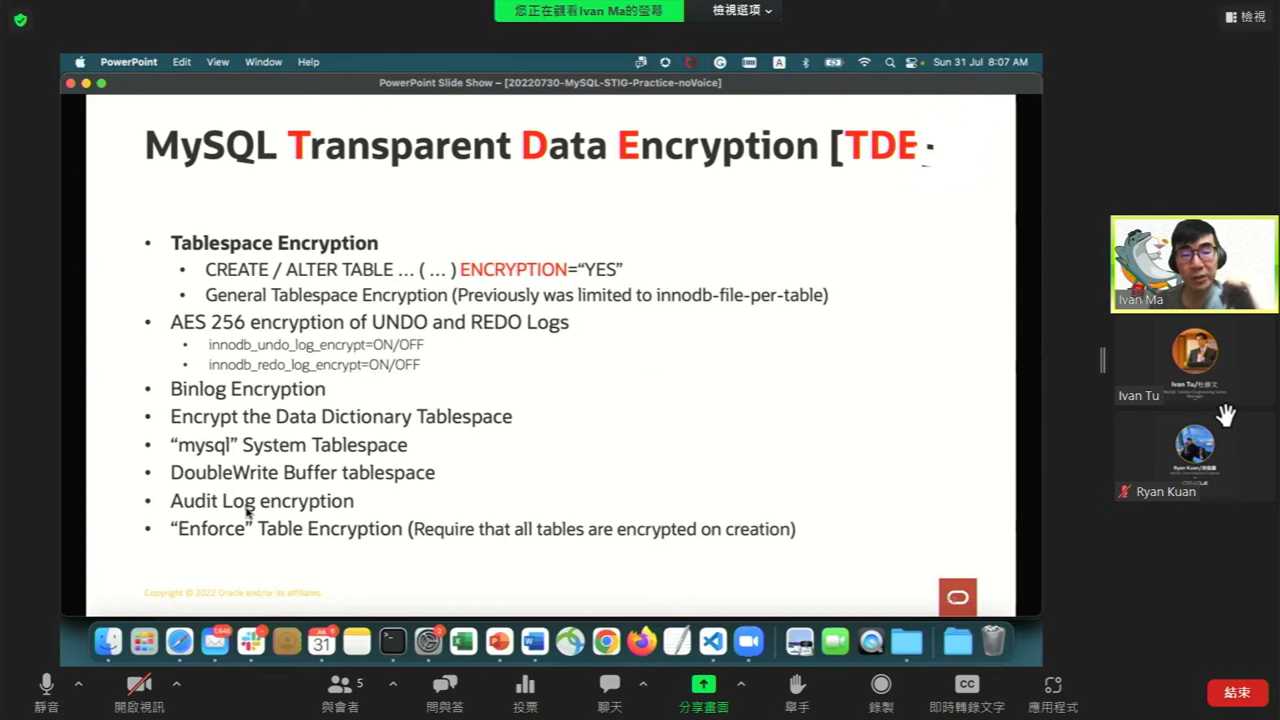 您正在觀看Ivan Ma的螢幕
檢視選項
檢視
PowerPoint Edit View Window Help
Sun 31 Jul 8:07 AM
PowerPoint Slide Show – [20220730-MySQL-STIG-Practice-noVoice]
MySQL Transparent Data Encryption [TDE
• Tablespace Encryption
• CREATE / ALTER TABLE … ( … ) ENCRYPTION=“YES”
• General Tablespace Encryption (Previously was limited to innodb-file-per-table)
• AES 256 encryption of UNDO and REDO Logs
• innodb_undo_log_encrypt=ON/OFF
• innodb_redo_log_encrypt=ON/OFF
• Binlog Encryption
• Encrypt the Data Dictionary Tablespace
• “mysql” System Tablespace
• DoubleWrite Buffer tablespace
• Audit Log encryption
• “Enforce” Table Encryption (Require that all tables are encrypted on creation)
Copyright © 2022 Oracle and/or its affiliates.
Ivan Ma
Ivan Tu
Ryan Kuan
靜音
開啟視訊
5
與會者
問與答
投票
聊天
分享畫面
舉手
錄製
CC
即時轉錄文字
應用程式
結束